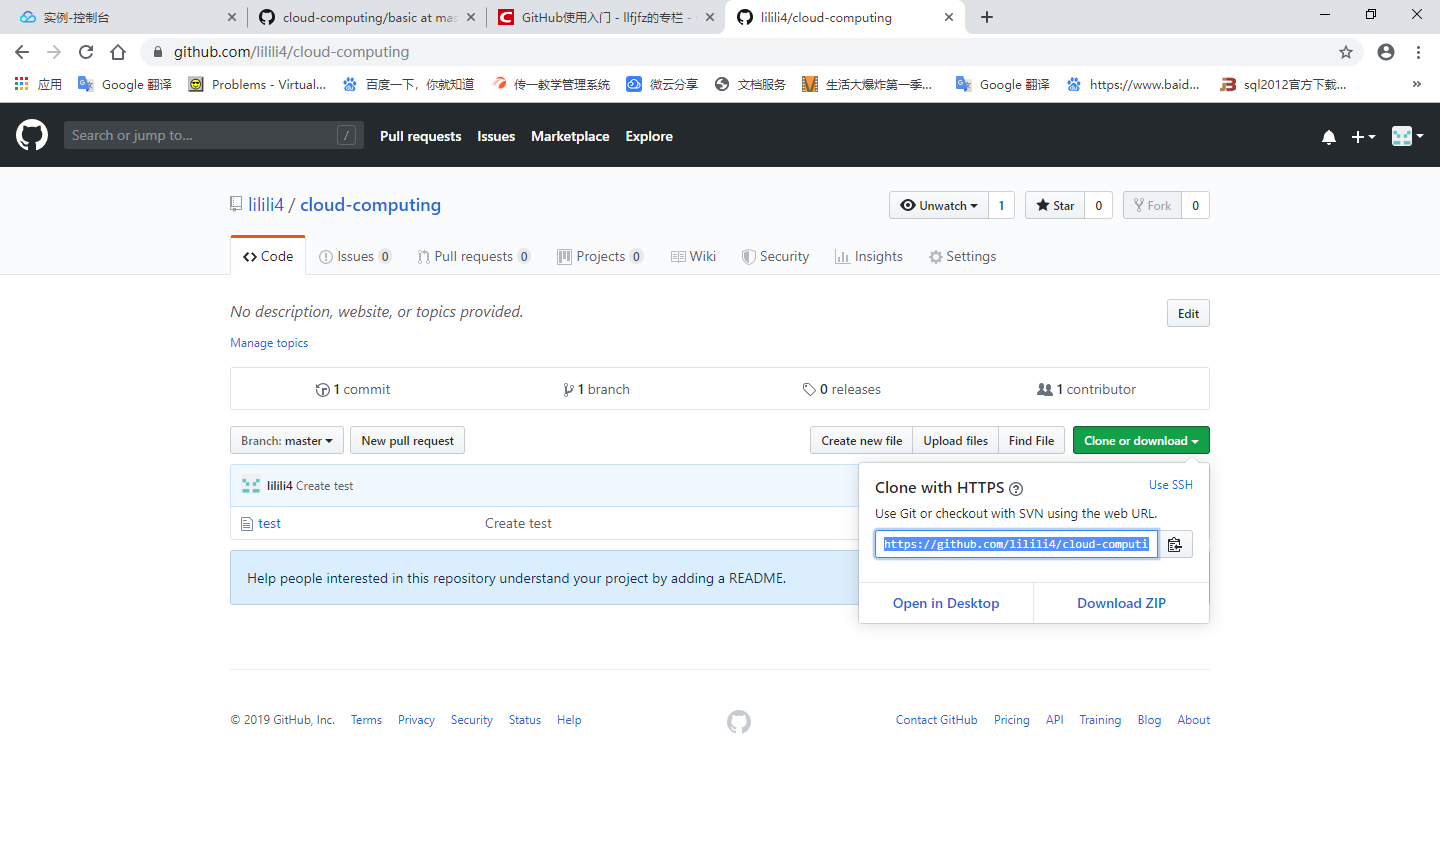 实例-控制台
cloud-computing/basic at mas
GitHub使用入门 - llfjfz的专栏 -
lilili4/cloud-computing
github.com/lilili4/cloud-computing
应用 Google 翻译 Problems - Virtual... 百度一下，你就知道 传一教学管理系统 微云分享 文档服务 生活大爆炸第一季... Google 翻译 https://www.baid... sql2012官方下载... »
Search or jump to... / Pull requests Issues Marketplace Explore
lilili4 / cloud-computing
Unwatch 1 Star 0 Fork 0
Code Issues 0 Pull requests 0 Projects 0 Wiki Security Insights Settings
No description, website, or topics provided.
Edit
Manage topics
1 commit 1 branch 0 releases 1 contributor
Branch: master New pull request Create new file Upload files Find File Clone or download
lilili4 Create test
test Create test
Help people interested in this repository understand your project by adding a README.
Clone with HTTPS Use SSH
Use Git or checkout with SVN using the web URL.
https://github.com/lilili4/cloud-computi
Open in Desktop Download ZIP
© 2019 GitHub, Inc. Terms Privacy Security Status Help Contact GitHub Pricing API Training Blog About